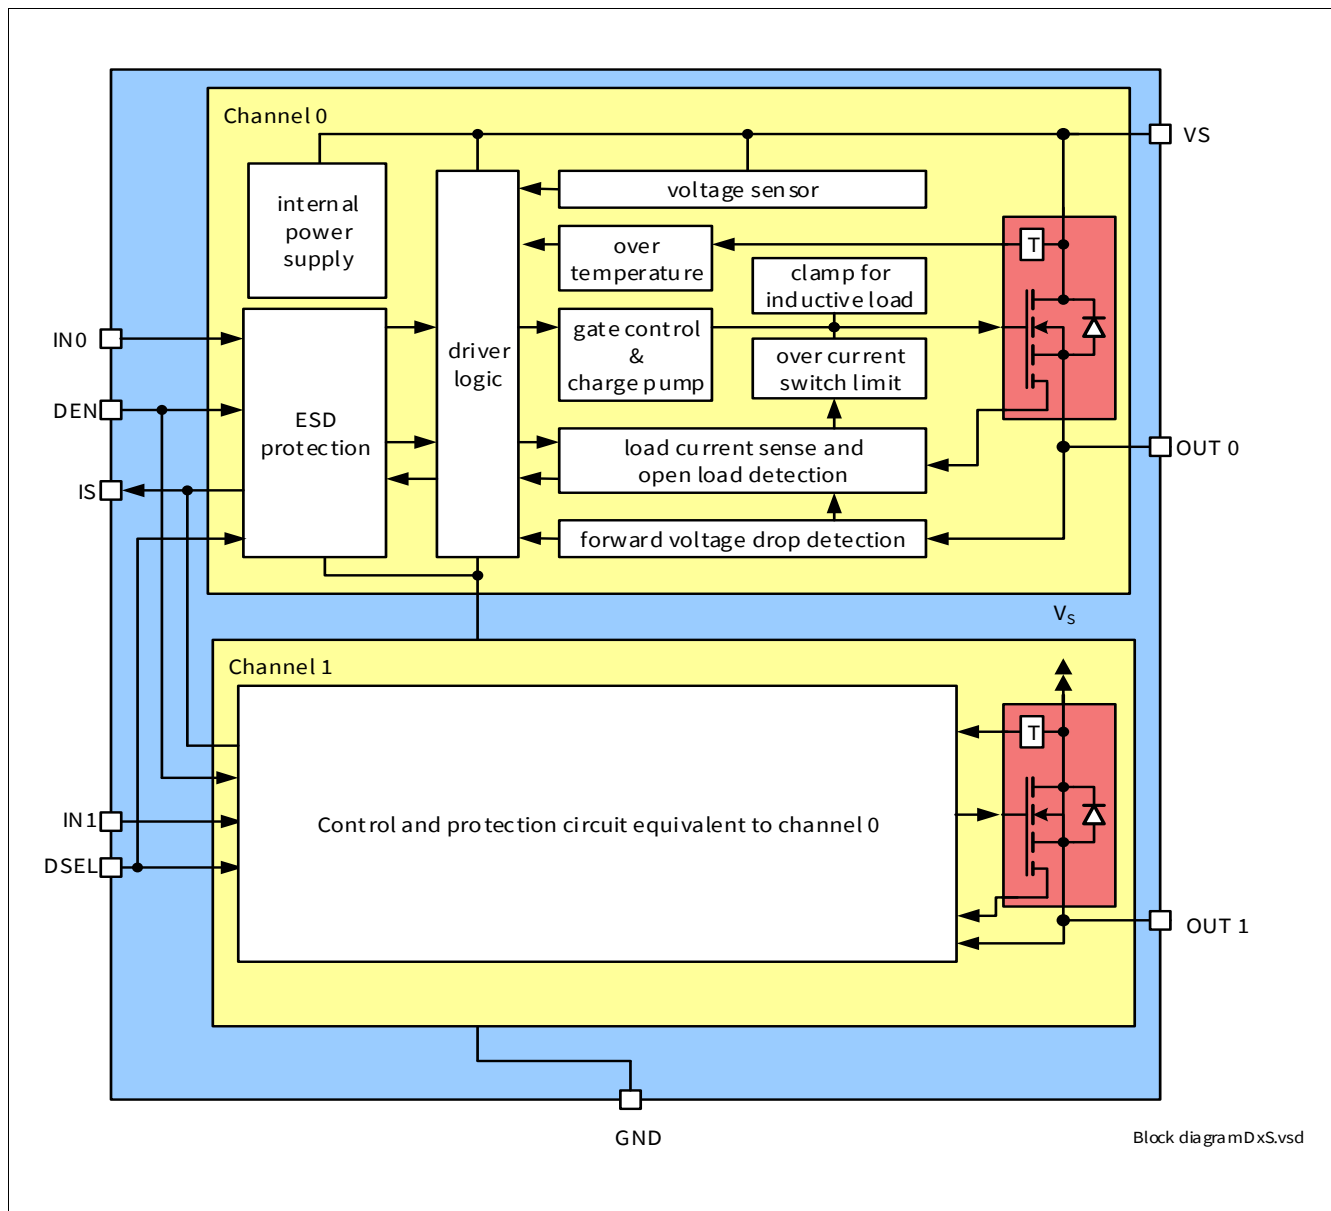 Channel 0
VS
internal
power
supply
voltage sensor
over
temperature
T
clamp for
inductive load
IN0
gate control
&
charge pump
driver
logic
over current
switch limit
DEN
ESD
protection
load current sense and
open load detection
OUT 0
IS
forward voltage drop detection
VS
Channel 1
T
IN1
Control and protection circuit equivalent to channel 0
DSEL
OUT 1
GND
Block diagramDxS.vsd